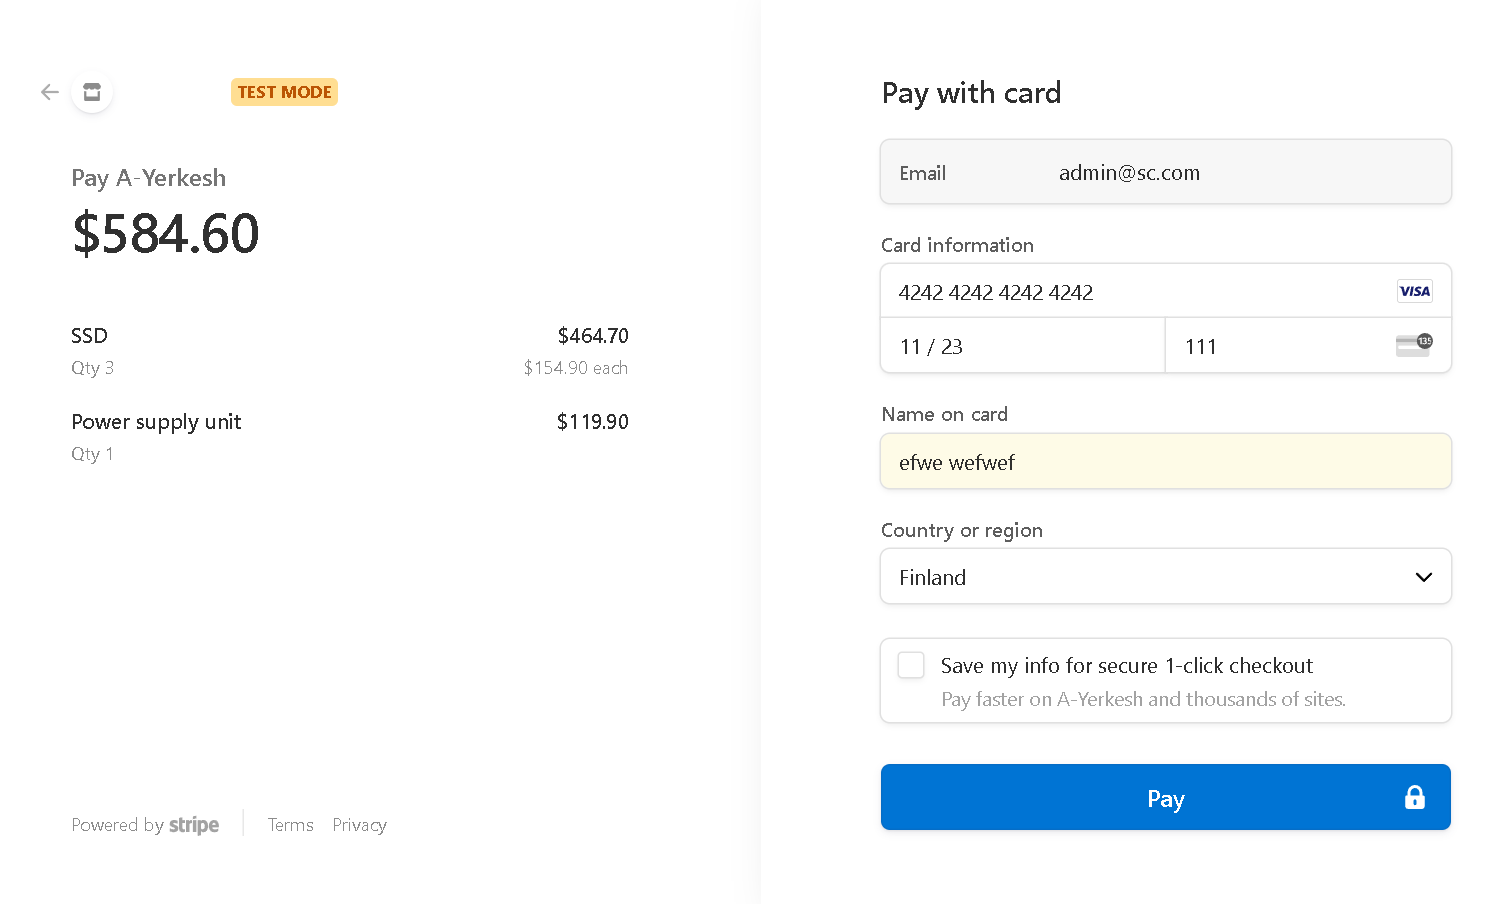 TEST MODE
Pay A-Yerkesh
$584.60
SSD $464.70
Qty 3 $154.90 each
Power supply unit $119.90
Qty 1
Powered by stripe Terms Privacy
Pay with card
Email admin@sc.com
Card information
4242 4242 4242 4242 VISA
11 / 23 111 135
Name on card
efwe wefwef
Country or region
Finland
Save my info for secure 1-click checkout
Pay faster on A-Yerkesh and thousands of sites.
Pay